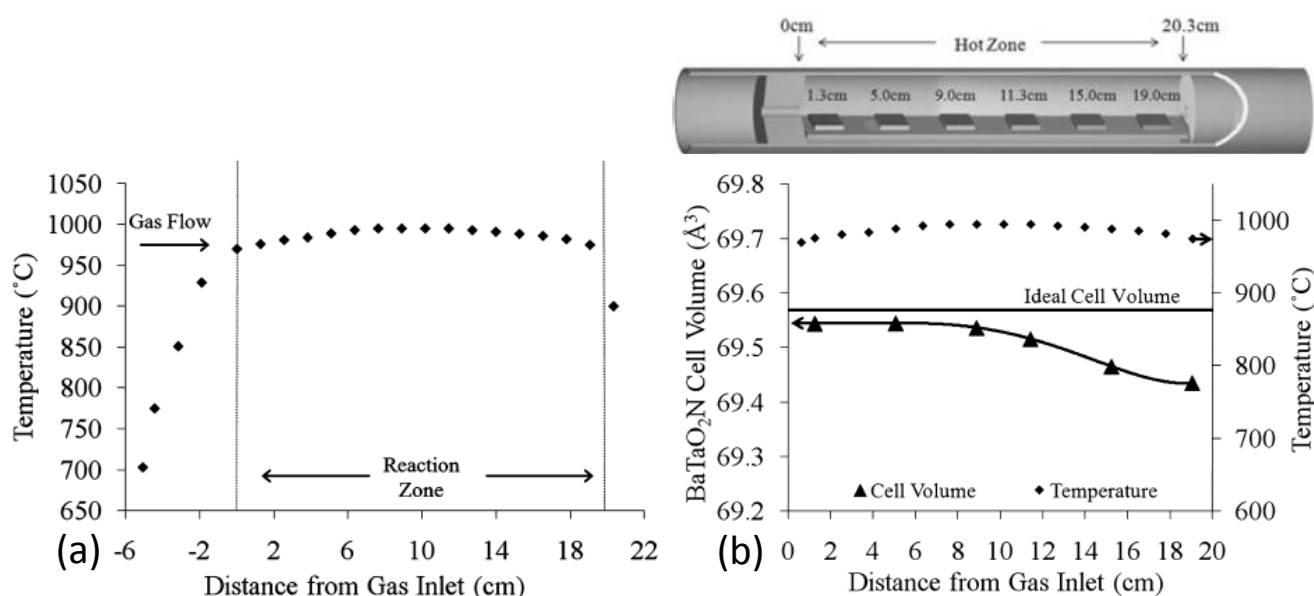 0cm
20.3cm
Hot Zone
1.3cm 5.0cm 9.0cm 11.3cm 15.0cm 19.0cm
1050
1000
950
900
850
800
750
700
650
Temperature (˚C)
Gas Flow
Reaction
Zone
-6 -2 2 6 10 14 18 22
(a)
Distance from Gas Inlet (cm)
69.8
69.7
69.6
69.5
69.4
69.3
69.2
BaTaO₂N Cell Volume (Å³)
Ideal Cell Volume
Cell Volume Temperature
1000
900
800
700
600
Temperature (˚C)
0 2 4 6 8 10 12 14 16 18 20
(b)
Distance from Gas Inlet (cm)